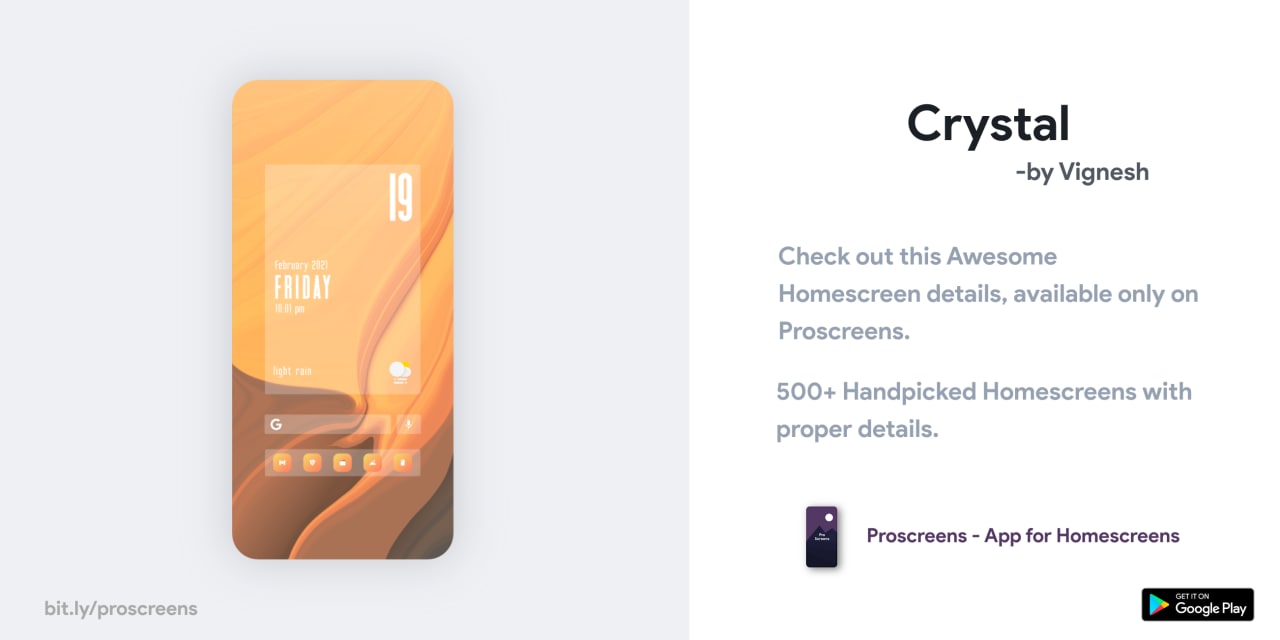 19
February 2021
FRIDAY
10:01 pm
light rain
G
bit.ly/proscreens
Crystal
-by Vignesh
Check out this Awesome
Homescreen details, available only on
Proscreens.
500+ Handpicked Homescreens with
proper details.
Pro
Screens
Proscreens - App for Homescreens
GET IT ON
Google Play